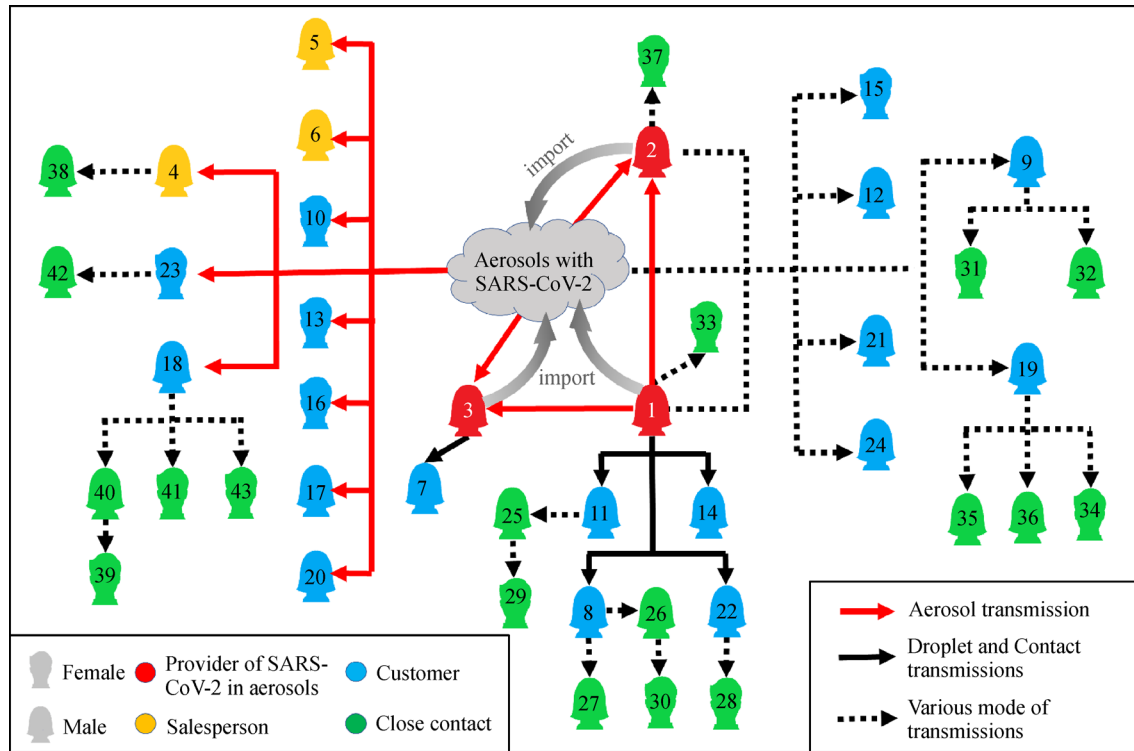 5
37
15
6
import
2
9
38
4
12
10
Aerosols with
SARS-CoV-2
31
32
42
23
33
13
21
18
import
19
16
3
1
24
7
40
41
43
17
25
11
14
35
36
34
39
20
29
8
26
22
27
30
28
Female
Male
Provider of SARS-
CoV-2 in aerosols
Salesperson
Customer
Close contact
Aerosol transmission
Droplet and Contact
transmissions
Various mode of
transmissions